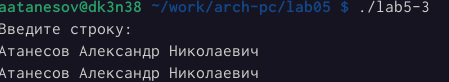 aatanesov@dk3n38 ~/work/arch-pc/lab05 $ ./lab5-3
Введите строку:
Атанесов Александр Николаевич
Атанесов Александр Николаевич